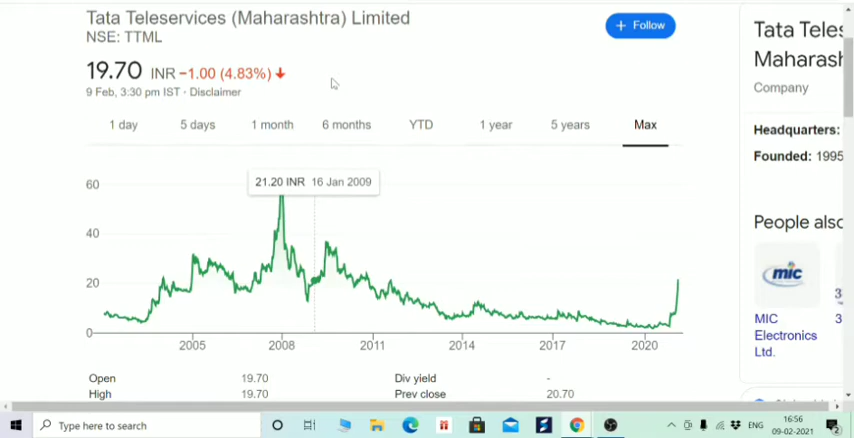 Tata Teleservices (Maharashtra) Limited
NSE: TTML
+ Follow
19.70 INR −1.00 (4.83%)
9 Feb, 3:30 pm IST · Disclaimer
1 day 5 days 1 month 6 months YTD 1 year 5 years Max
21.20 INR 16 Jan 2009
60
40
20
0
2005 2008 2011 2014 2017 2020
Open 19.70 Div yield -
High 19.70 Prev close 20.70
Tata Teles
Maharash
Company
Headquarters:
Founded: 1995
People also
mic
MIC
Electronics
Ltd.
3
3
Type here to search
ENG
16:56
09-02-2021
2